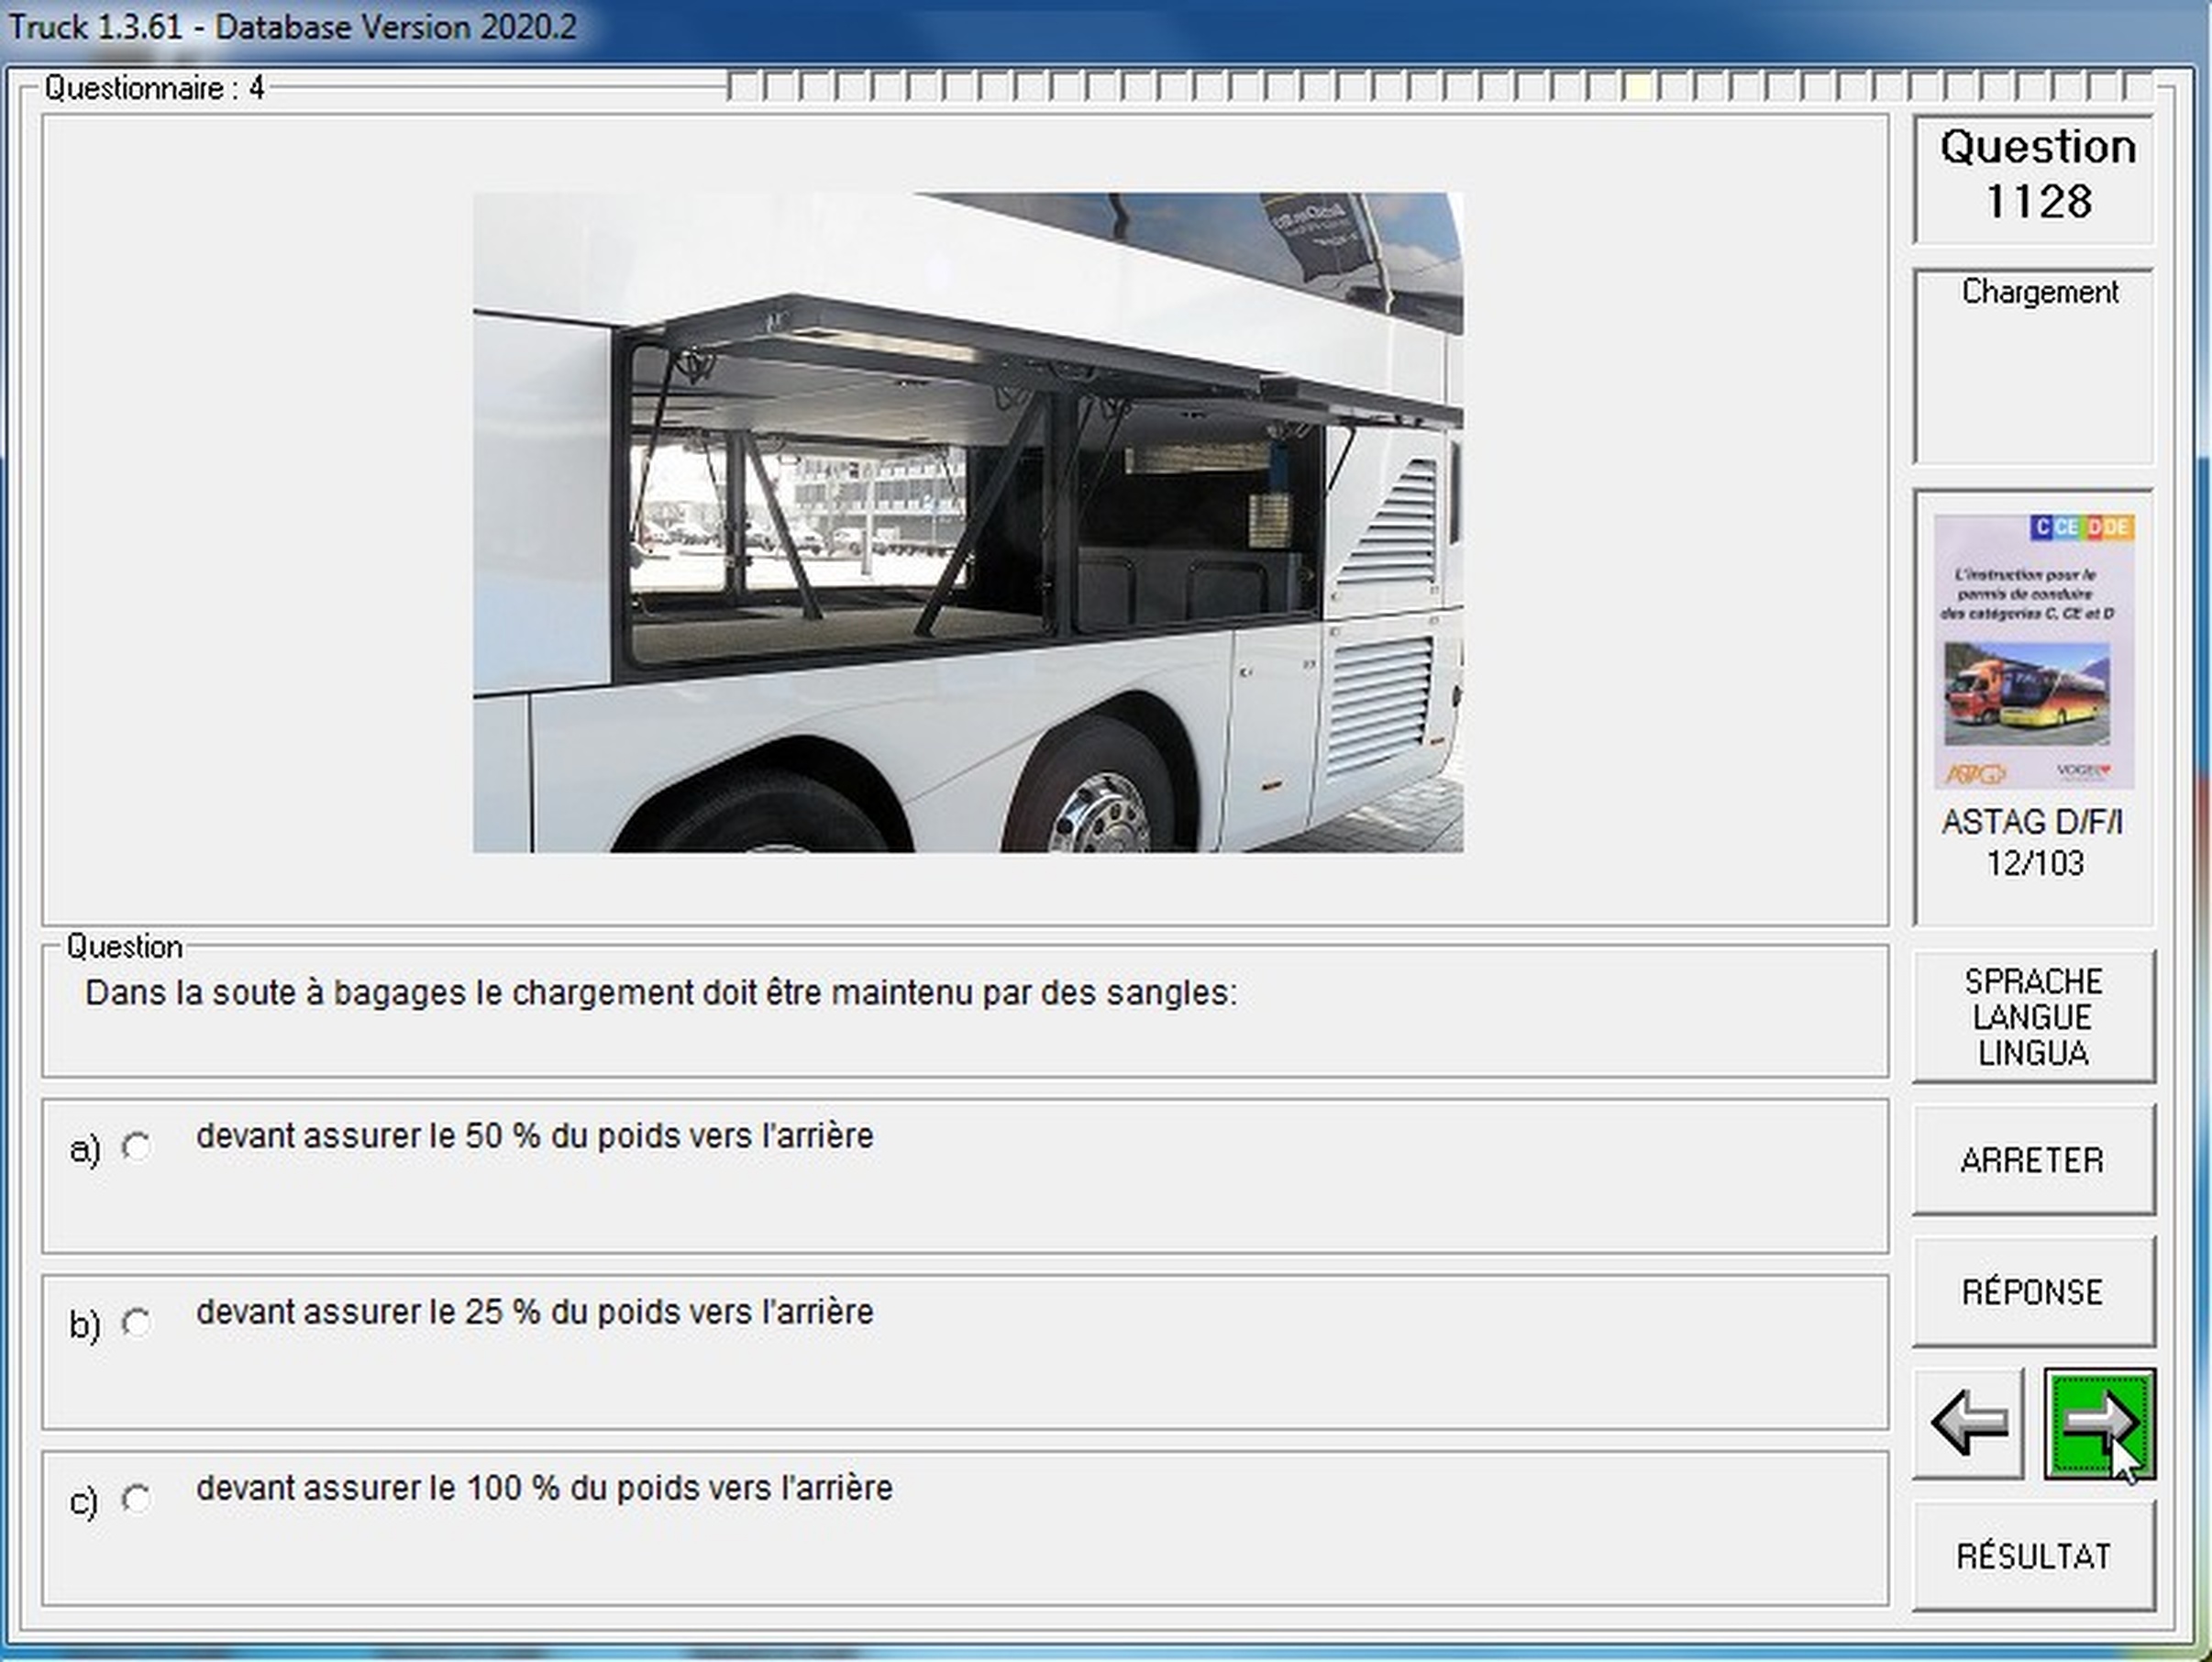 Truck 1.3.61 - Database Version 2020.2
Questionnaire : 4
Question
1128
Chargement
C CE D DE
L'instruction pour le
permis de conduire
des catégories C, CE et D
ASTAG
VOGEL
ASTAG D/F/I
12/103
Question
Dans la soute à bagages le chargement doit être maintenu par des sangles:
a) devant assurer le 50 % du poids vers l'arrière
b) devant assurer le 25 % du poids vers l'arrière
c) devant assurer le 100 % du poids vers l'arrière
SPRACHE
LANGUE
LINGUA
ARRETER
RÉPONSE
RÉSULTAT